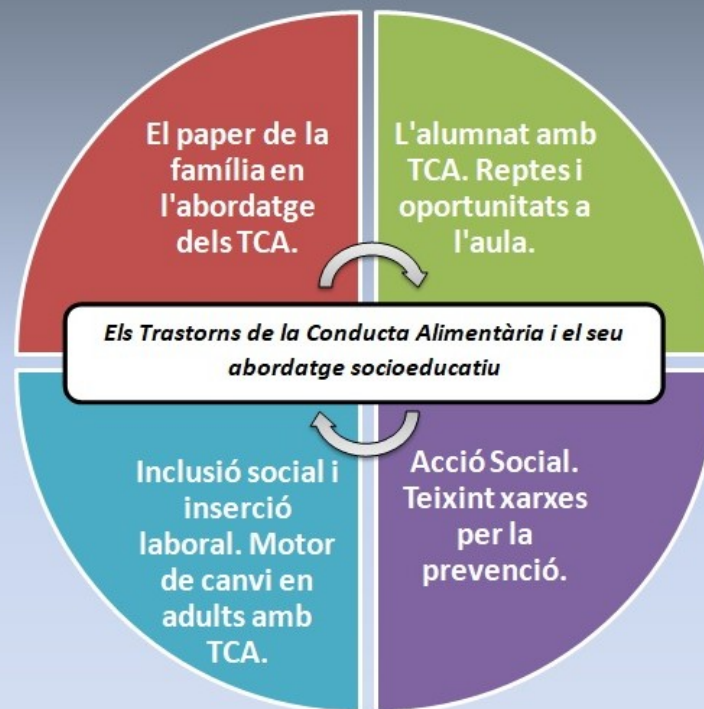 El paper de la
família en
l'abordatge
dels TCA.
L'alumnat amb
TCA. Reptes i
oportunitats a
l'aula.
Els Trastorns de la Conducta Alimentària i el seu
abordatge socioeducatiu
Inclusió social i
inserció
laboral. Motor
de canvi en
adults amb
TCA.
Acció Social.
Teixint xarxes
per la
prevenció.